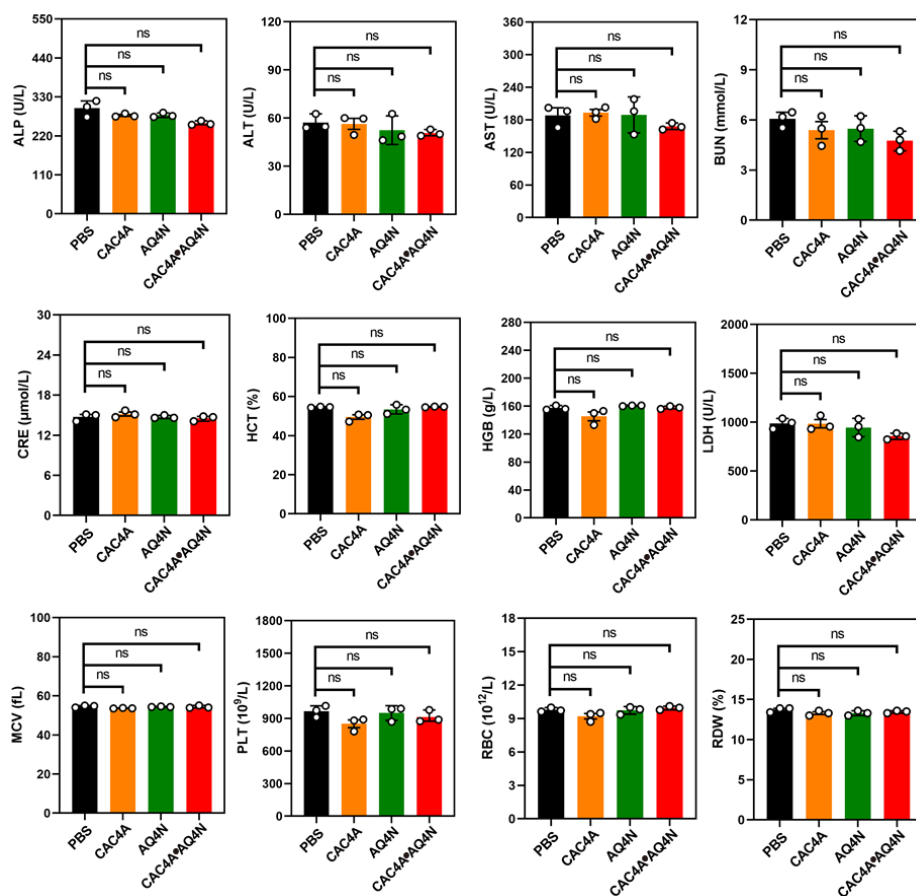 ALP (U/L)
550
440
330
220
110
0
ns
ns
ns
PBS
CAC4A
AQ4N
CAC4A•AQ4N
ALT (U/L)
120
90
60
30
0
ns
ns
ns
PBS
CAC4A
AQ4N
CAC4A•AQ4N
AST (U/L)
360
300
240
180
120
60
0
ns
ns
ns
PBS
CAC4A
AQ4N
CAC4A•AQ4N
BUN (mmol/L)
12
9
6
3
0
ns
ns
ns
PBS
CAC4A
AQ4N
CAC4A•AQ4N
CRE (μmol/L)
30
24
18
12
6
0
ns
ns
ns
PBS
CAC4A
AQ4N
CAC4A•AQ4N
HCT (%)
100
80
60
40
20
0
ns
ns
ns
PBS
CAC4A
AQ4N
CAC4A•AQ4N
HGB (g/L)
280
240
200
160
120
80
40
0
ns
ns
ns
PBS
CAC4A
AQ4N
CAC4A•AQ4N
LDH (U/L)
2000
1500
1000
500
0
ns
ns
ns
PBS
CAC4A
AQ4N
CAC4A•AQ4N
MCV (fL)
100
80
60
40
20
0
ns
ns
ns
PBS
CAC4A
AQ4N
CAC4A•AQ4N
PLT (10⁹/L)
1800
1500
1200
900
600
300
0
ns
ns
ns
PBS
CAC4A
AQ4N
CAC4A•AQ4N
RBC (10¹²/L)
18
15
12
9
6
3
0
ns
ns
ns
PBS
CAC4A
AQ4N
CAC4A•AQ4N
RDW (%)
25
20
15
10
5
0
ns
ns
ns
PBS
CAC4A
AQ4N
CAC4A•AQ4N